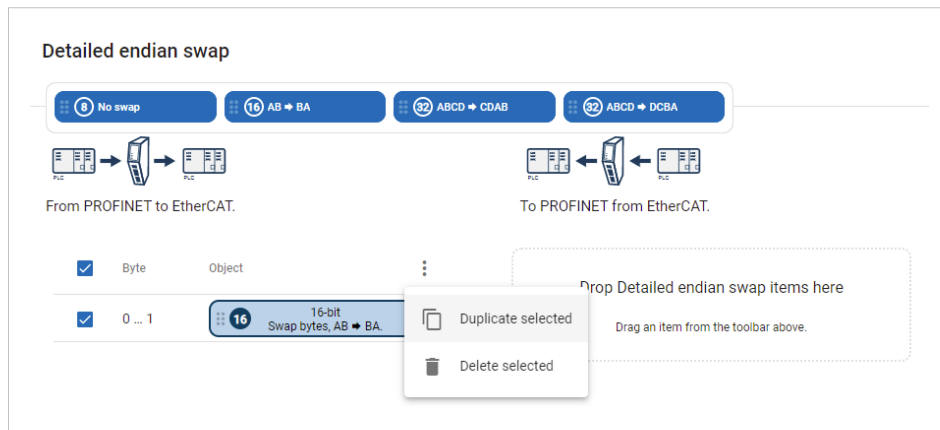 Detailed endian swap
8 No swap
16 AB ➡ BA
32 ABCD ➡ CDAB
32 ABCD ➡ DCBA
PLC
PLC
PLC
PLC
From PROFINET to EtherCAT.
To PROFINET from EtherCAT.
Byte
Object
0 ... 1
16
16-bit
Swap bytes, AB ➡ BA.
Duplicate selected
Delete selected
Drop Detailed endian swap items here
Drag an item from the toolbar above.